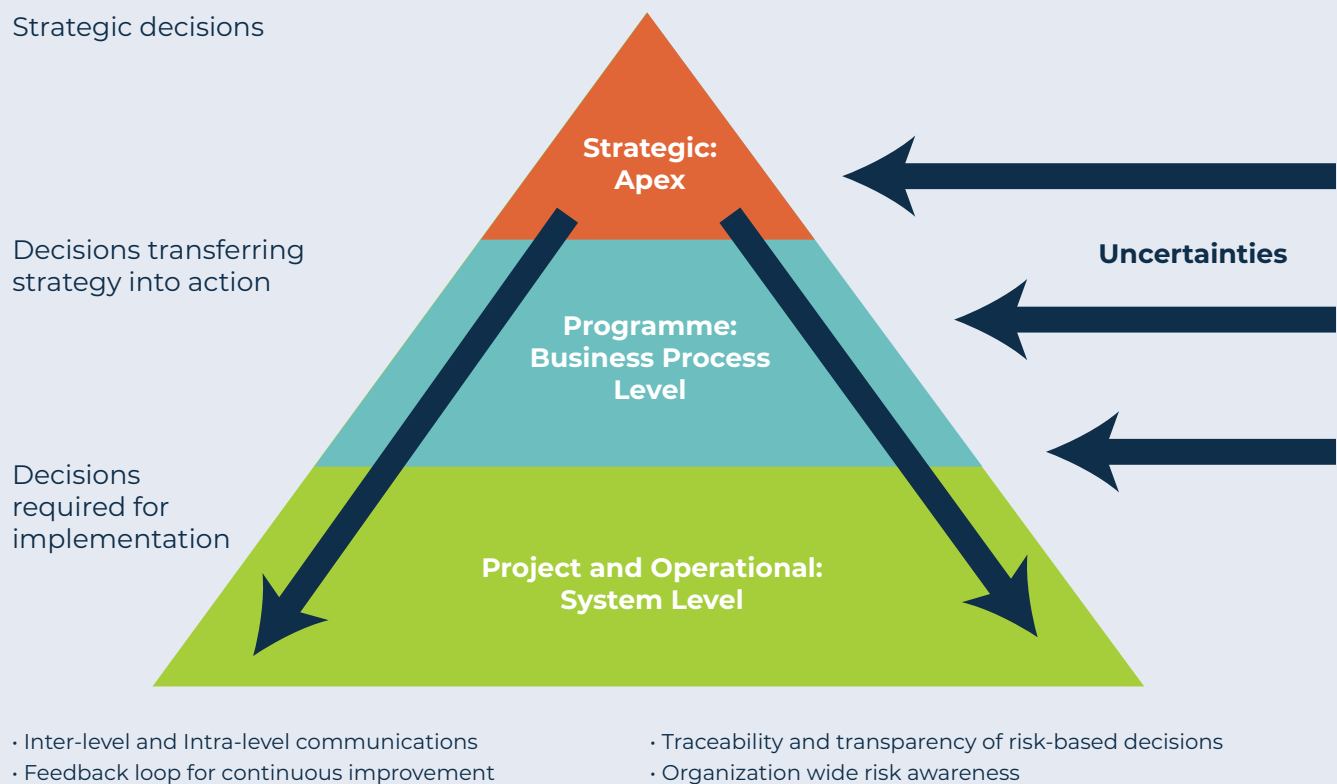 Strategic decisions
Strategic:
Apex
Decisions transferring
strategy into action
Uncertainties
Programme:
Business Process
Level
Decisions
required for
implementation
Project and Operational:
System Level
· Inter-level and Intra-level communications
· Feedback loop for continuous improvement
· Traceability and transparency of risk-based decisions
· Organization wide risk awareness